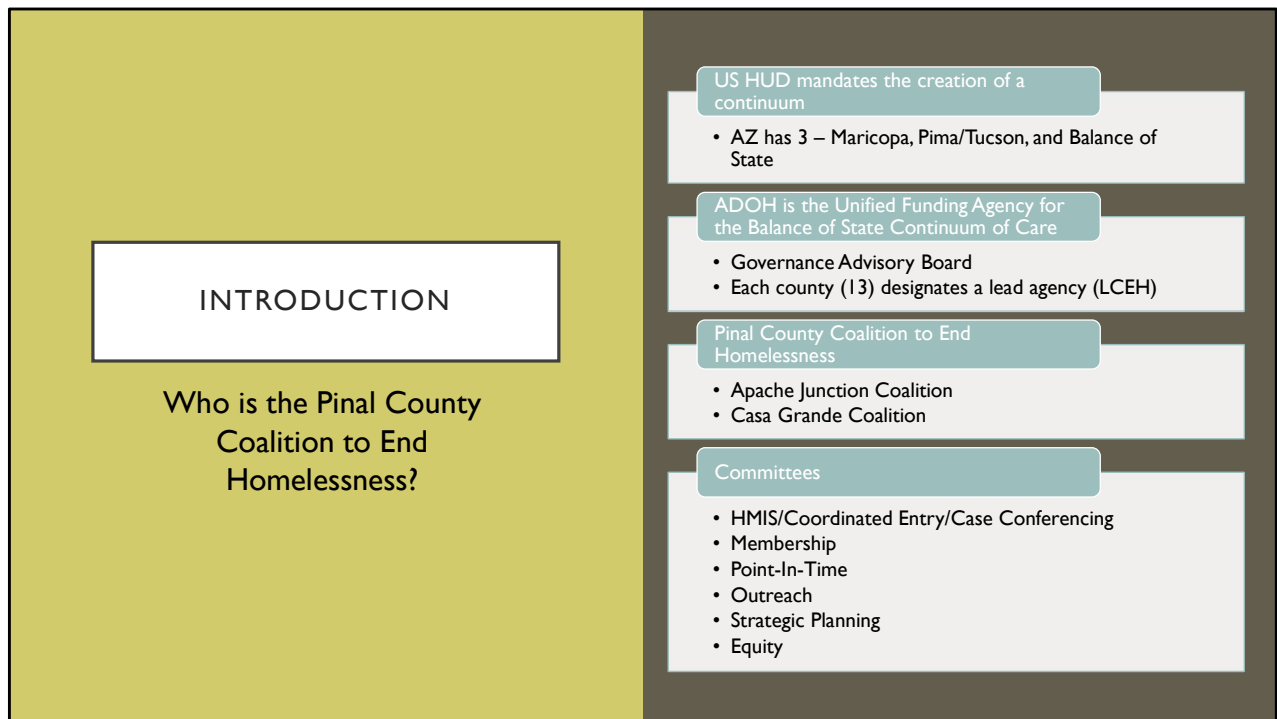 INTRODUCTION
Who is the Pinal County
Coalition to End
Homelessness?
US HUD mandates the creation of a
continuum
• AZ has 3 – Maricopa, Pima/Tucson, and Balance of
State
ADOH is the Unified Funding Agency for
the Balance of State Continuum of Care
• Governance Advisory Board
• Each county (13) designates a lead agency (LCEH)
Pinal County Coalition to End
Homelessness
• Apache Junction Coalition
• Casa Grande Coalition
Committees
• HMIS/Coordinated Entry/Case Conferencing
• Membership
• Point-In-Time
• Outreach
• Strategic Planning
• Equity